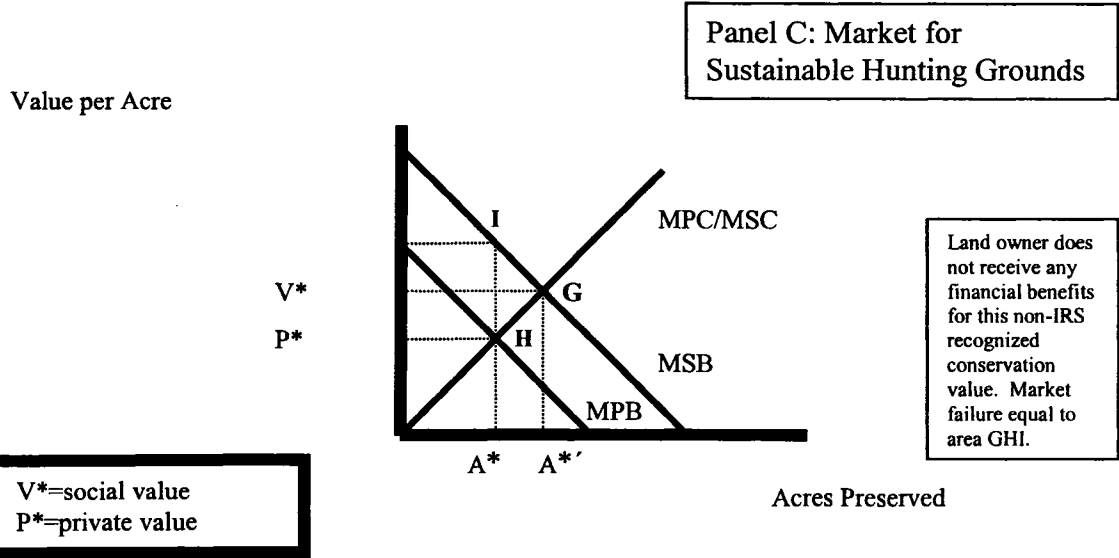 Panel C: Market for
Sustainable Hunting Grounds
Value per Acre
I
MPC/MSC
V*
G
P*
H
MSB
MPB
A*
A*´
Acres Preserved
Land owner does
not receive any
financial benefits
for this non-IRS
recognized
conservation
value. Market
failure equal to
area GHI.
V*=social value
P*=private value